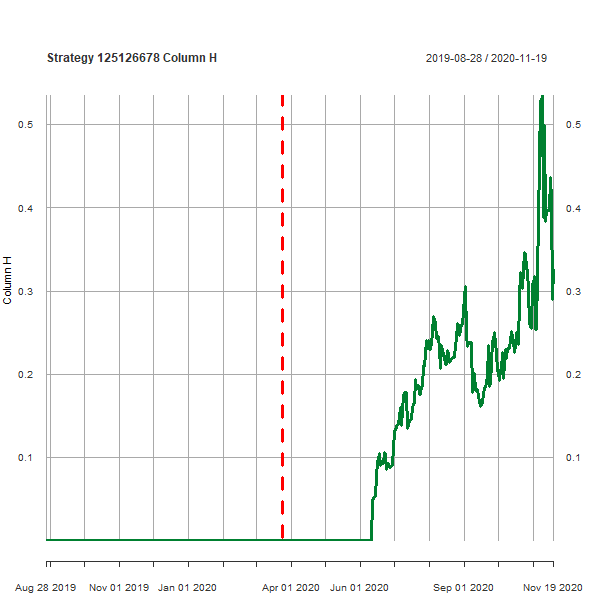 Strategy 125126678 Column H
2019-08-28 / 2020-11-19
0.5 0.5
0.4 0.4
0.3 0.3
0.2 0.2
0.1 0.1
Column H
Aug 28 2019 Nov 01 2019 Jan 01 2020 Apr 01 2020 Jun 01 2020 Sep 01 2020 Nov 19 2020